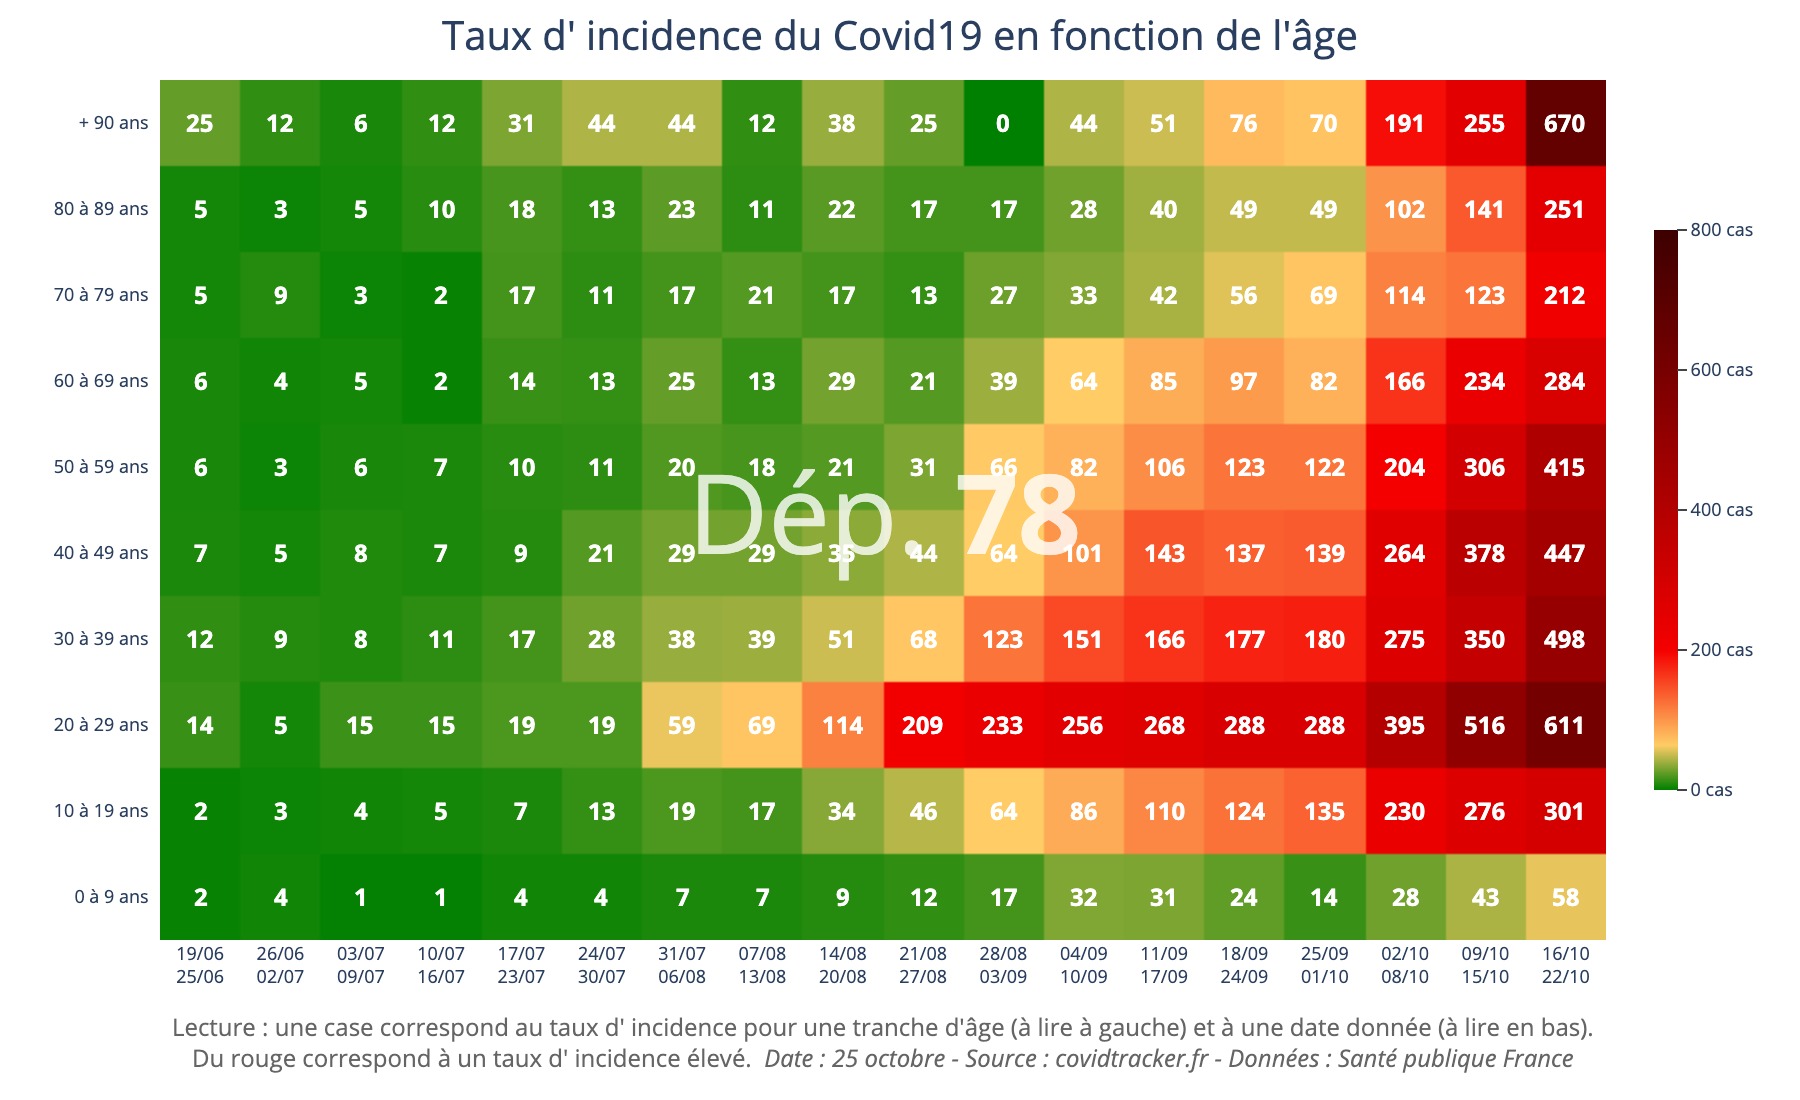 Taux d' incidence du Covid19 en fonction de l'âge
+ 90 ans 25 12 6 12 31 44 44 12 38 25 0 44 51 76 70 191 255 670
80 à 89 ans 5 3 5 10 18 13 23 11 22 17 17 28 40 49 49 102 141 251
70 à 79 ans 5 9 3 2 17 11 17 21 17 13 27 33 42 56 69 114 123 212
60 à 69 ans 6 4 5 2 14 13 25 13 29 21 39 64 85 97 82 166 234 284
50 à 59 ans 6 3 6 7 10 11 20 18 21 31 66 82 106 123 122 204 306 415
Dép. 78
40 à 49 ans 7 5 8 7 9 21 29 29 35 44 64 101 143 137 139 264 378 447
30 à 39 ans 12 9 8 11 17 28 38 39 51 68 123 151 166 177 180 275 350 498
20 à 29 ans 14 5 15 15 19 19 59 69 114 209 233 256 268 288 288 395 516 611
10 à 19 ans 2 3 4 5 7 13 19 17 34 46 64 86 110 124 135 230 276 301
0 à 9 ans 2 4 1 1 4 4 7 7 9 12 17 32 31 24 14 28 43 58
19/06 26/06 03/07 10/07 17/07 24/07 31/07 07/08 14/08 21/08 28/08 04/09 11/09 18/09 25/09 02/10 09/10 16/10
25/06 02/07 09/07 16/07 23/07 30/07 06/08 13/08 20/08 27/08 03/09 10/09 17/09 24/09 01/10 08/10 15/10 22/10
800 cas
600 cas
400 cas
200 cas
0 cas
Lecture : une case correspond au taux d' incidence pour une tranche d'âge (à lire à gauche) et à une date donnée (à lire en bas).
Du rouge correspond à un taux d' incidence élevé. Date : 25 octobre - Source : covidtracker.fr - Données : Santé publique France